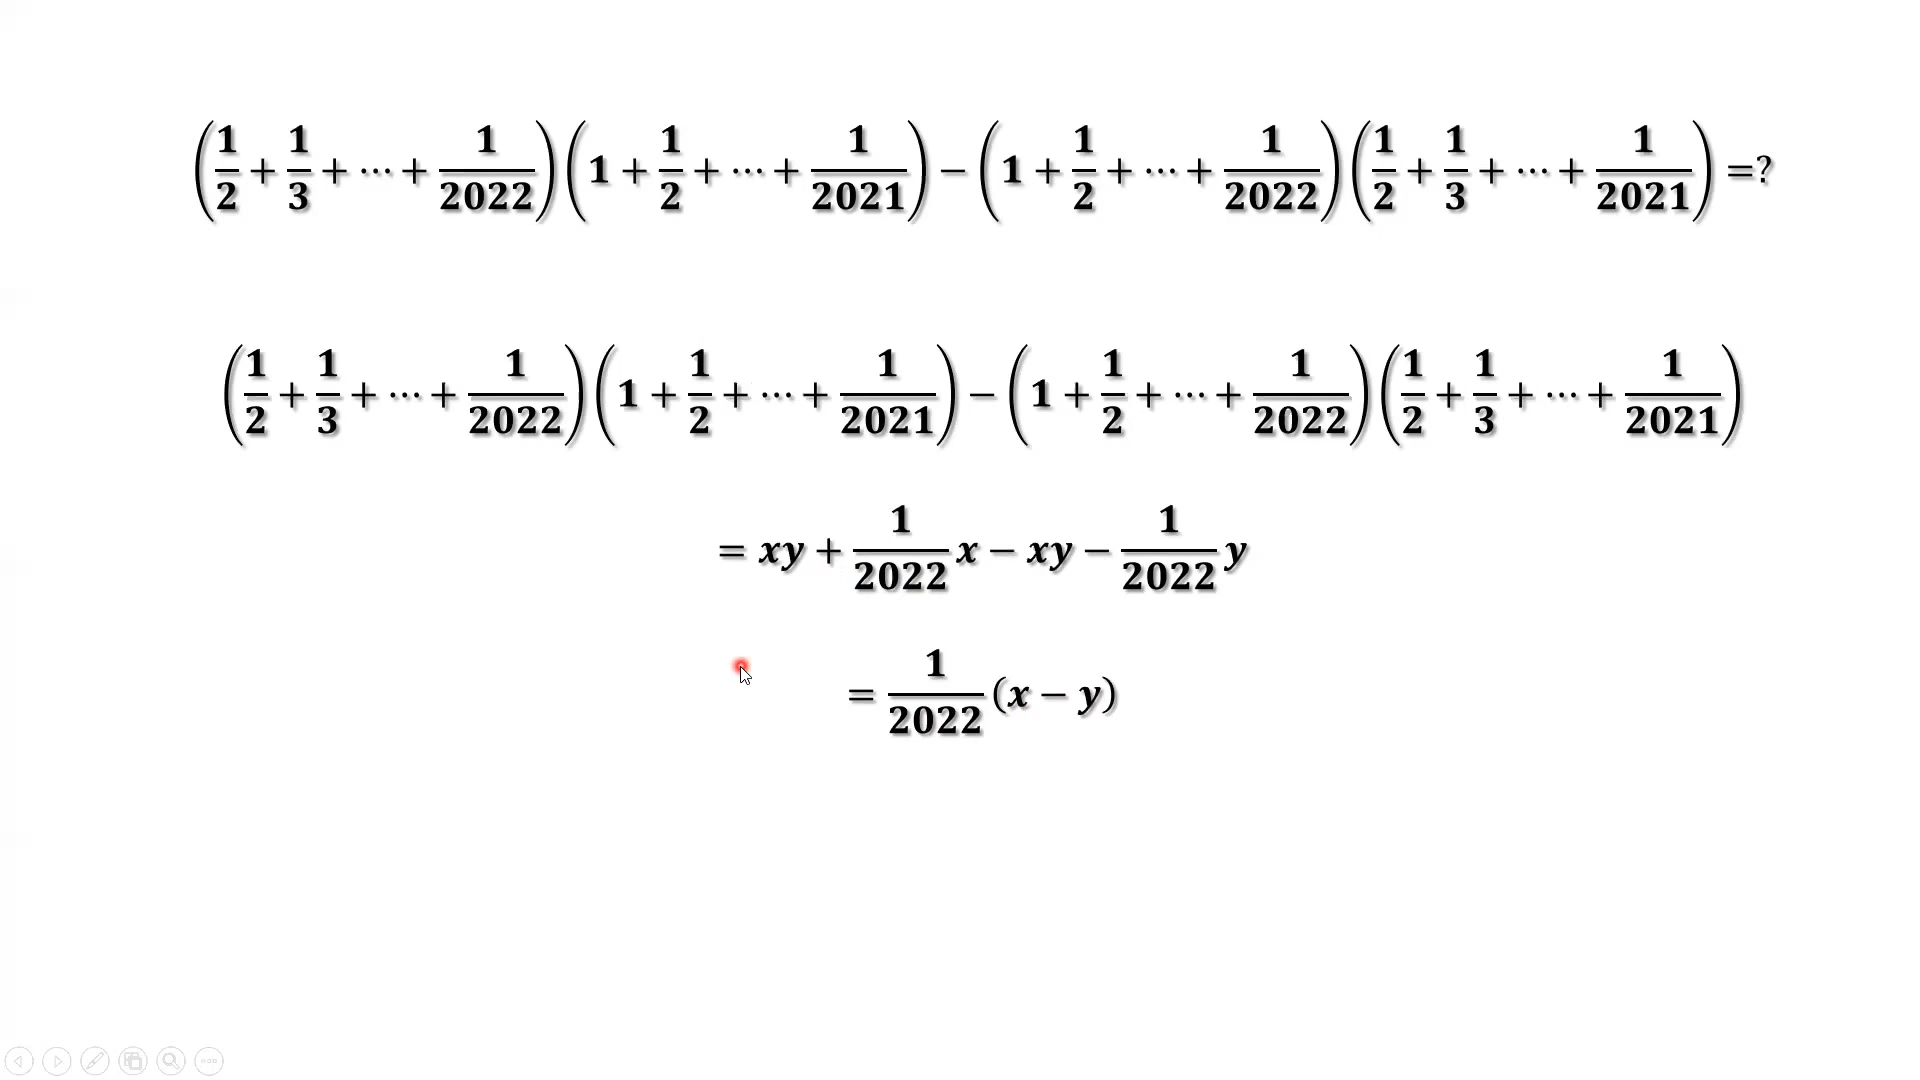 (1/2 + 1/3 + ⋯ + 1/2022)(1 + 1/2 + ⋯ + 1/2021) − (1 + 1/2 + ⋯ + 1/2022)(1/2 + 1/3 + ⋯ + 1/2021) =?
(1/2 + 1/3 + ⋯ + 1/2022)(1 + 1/2 + ⋯ + 1/2021) − (1 + 1/2 + ⋯ + 1/2022)(1/2 + 1/3 + ⋯ + 1/2021)
= xy + 1/2022 x − xy − 1/2022 y
= 1/2022 (x − y)